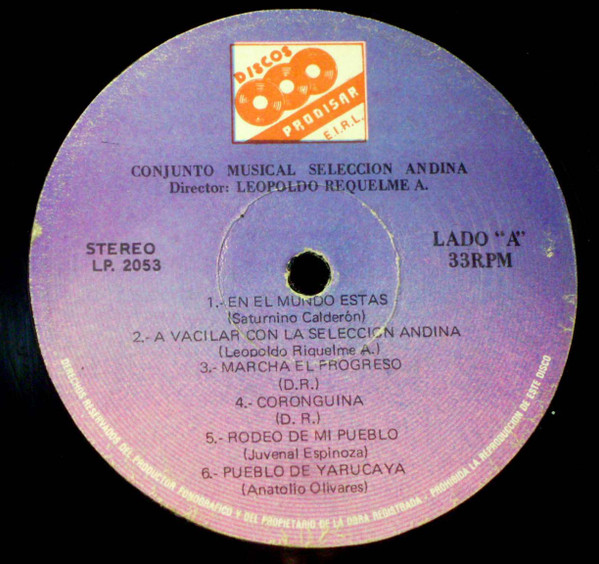 DISCOS
PRODISAR
E.I.R.L.
CONJUNTO MUSICAL SELECCION ANDINA
Director: LEOPOLDO REQUELME A.
STEREO
LP. 2053
LADO "A"
33RPM
1.- EN EL MUNDO ESTAS
(Saturnino Calderón)
2.- A VACILAR CON LA SELECCION ANDINA
(Leopoldo Riquelme A.)
3.- MARCHA EL PROGRESO
(D.R.)
4.- CORONGUINA
(D. R.)
5.- RODEO DE MI PUEBLO
(Juvenal Espinoza)
6.- PUEBLO DE YARUCAYA
(Anatolio Olivares)
DERECHOS RESERVADOS DEL PRODUCTOR FONOGRAFICO Y DEL PROPIETARIO DE LA OBRA REGISTRADA - PROHIBIDA LA REPRODUCCION DE ESTE DISCO